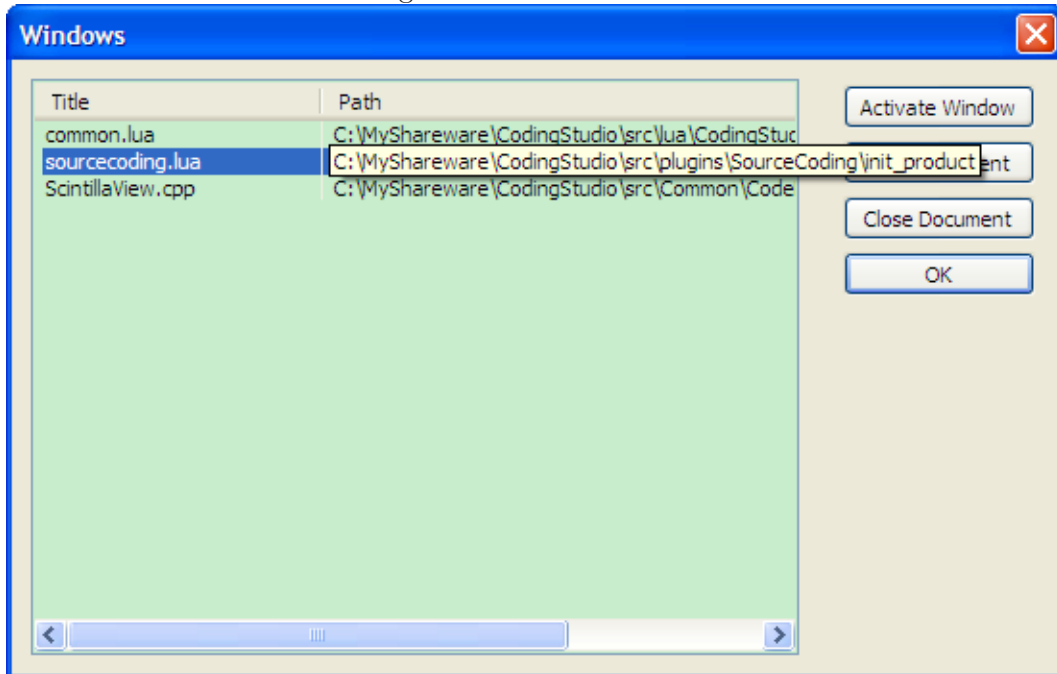 Windows
Title Path
Activate Window
common.lua C:\MyShareware\CodingStudio\src\lua\CodingStuc
sourcecoding.lua C:\MyShareware\CodingStudio\src\plugins\SourceCoding\init_product
ent
ScintillaView.cpp C:\MyShareware\CodingStudio\src\Common\Code
Close Document
OK